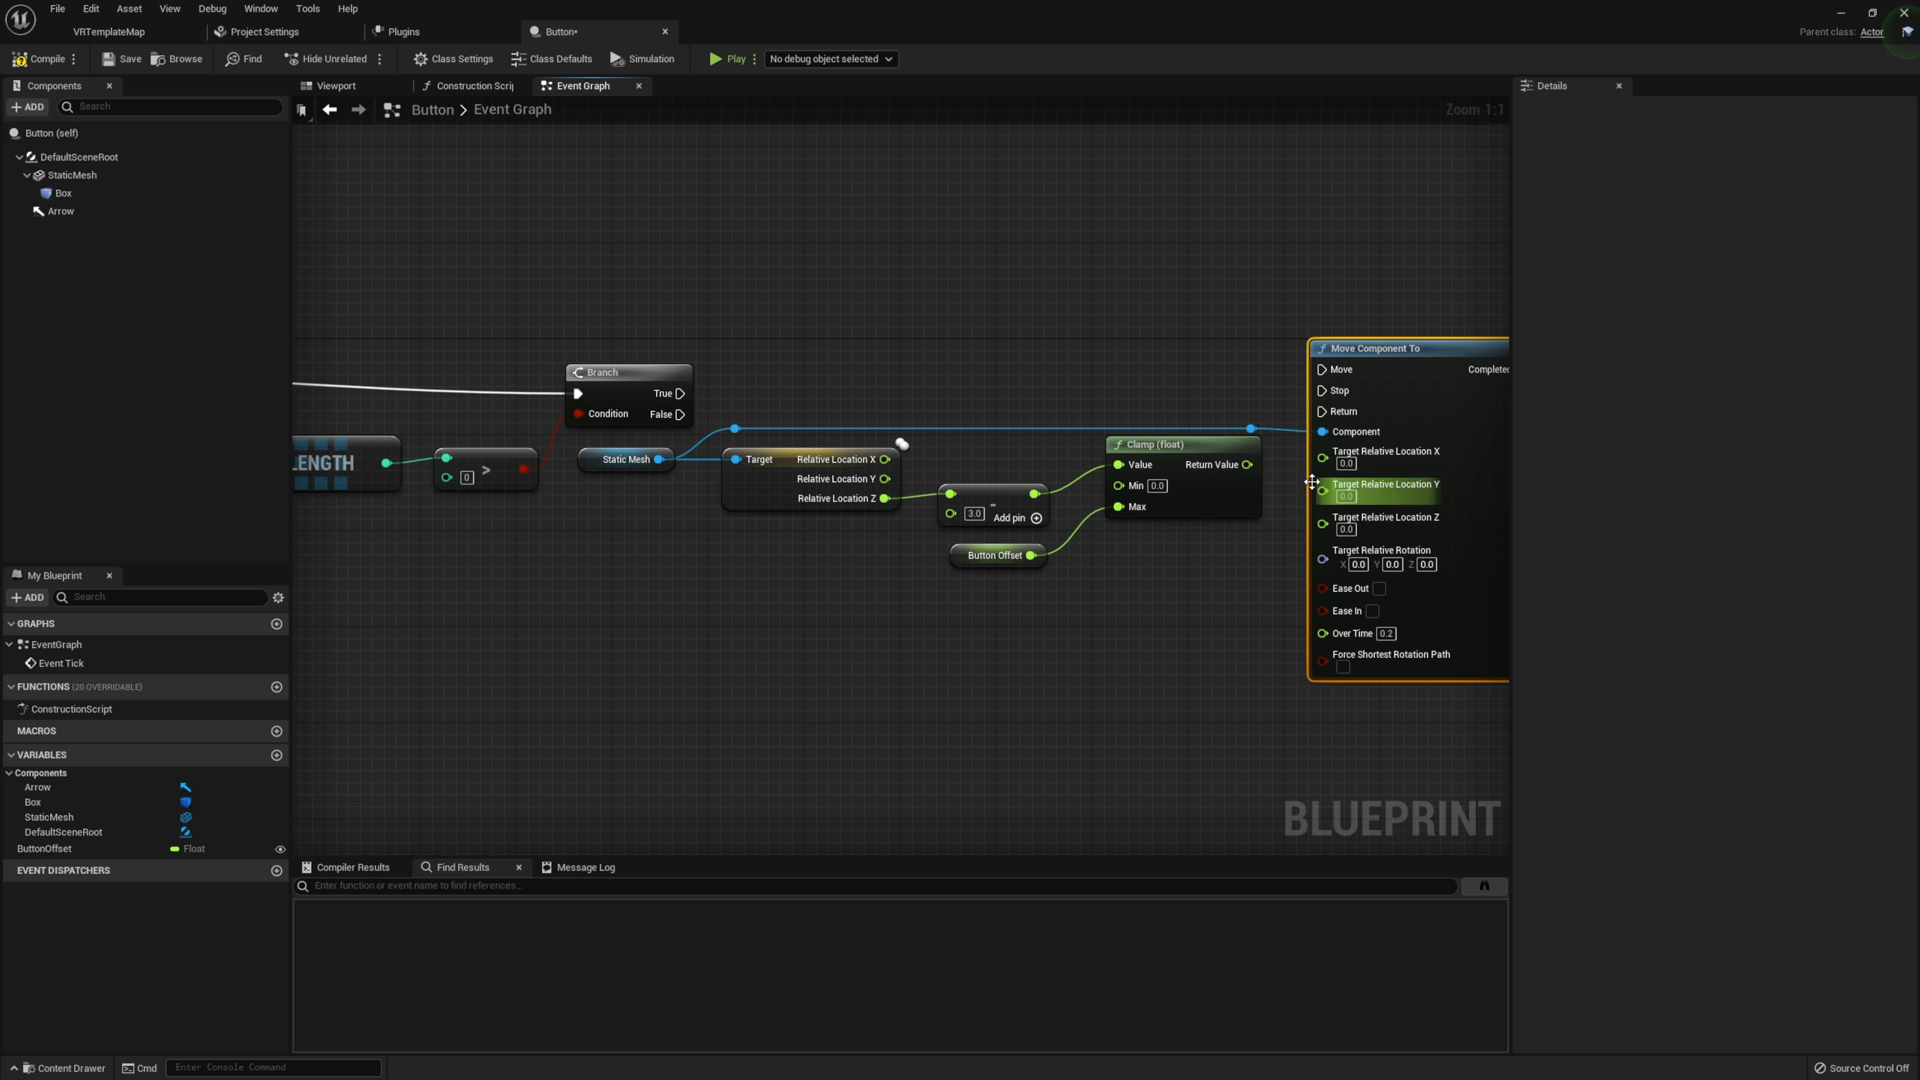 File Edit Asset View Debug Window Tools Help
VRTemplateMap Project Settings Plugins Button* Parent class: Actor
Compile Save Browse Find Hide Unrelated Class Settings Class Defaults Simulation Play No debug object selected
Components Viewport Construction Scrip Event Graph Details
ADD Search
Button > Event Graph Zoom 1:1
Button (self)
DefaultSceneRoot
StaticMesh
Box
Arrow
Branch
True
Condition False
LENGTH
0 >
Static Mesh
Target Relative Location X
Relative Location Y
Relative Location Z
-
3.0 Add pin
Button Offset
Clamp (float)
Value Return Value
Min 0.0
Max
Move Component To
Move Completed
Stop
Return
Component
Target Relative Location X
0.0
Target Relative Location Y
0.0
Target Relative Location Z
0.0
Target Relative Rotation
X 0.0 Y 0.0 Z 0.0
Ease Out
Ease In
Over Time 0.2
Force Shortest Rotation Path
BLUEPRINT
My Blueprint
ADD Search
GRAPHS
EventGraph
Event Tick
FUNCTIONS (20 OVERRIDABLE)
ConstructionScript
MACROS
VARIABLES
Components
Arrow
Box
StaticMesh
DefaultSceneRoot
ButtonOffset Float
EVENT DISPATCHERS
Compiler Results Find Results Message Log
Enter function or event name to find references...
Content Drawer Cmd Enter Console Command Source Control Off